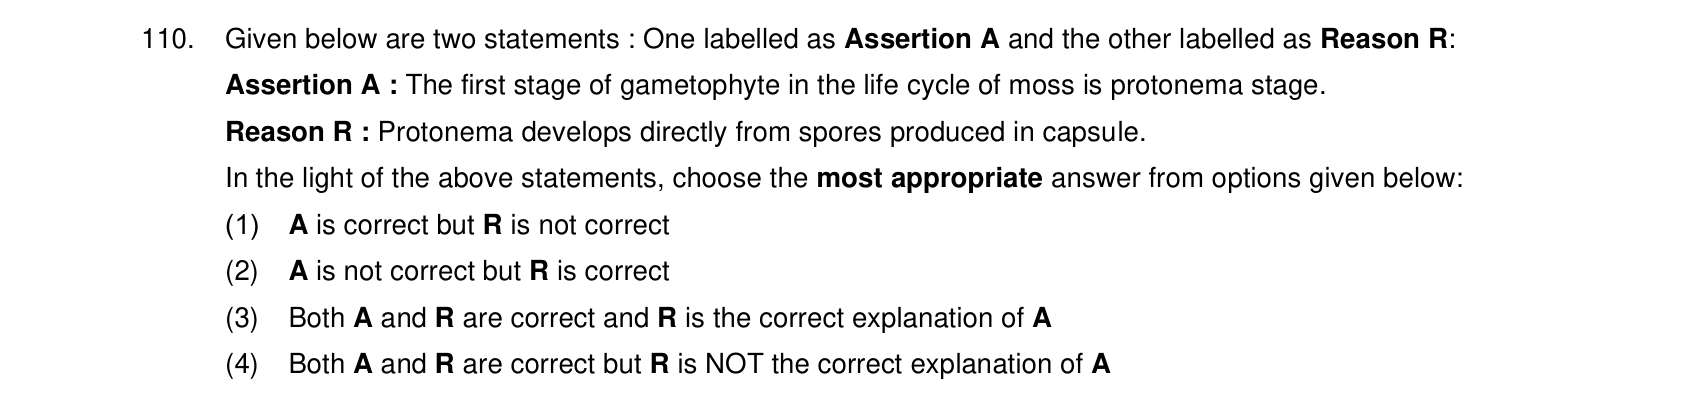 110. Given below are two statements : One labelled as Assertion A and the other labelled as Reason R:
Assertion A : The first stage of gametophyte in the life cycle of moss is protonema stage.
Reason R : Protonema develops directly from spores produced in capsule.
In the light of the above statements, choose the most appropriate answer from options given below:
(1) A is correct but R is not correct
(2) A is not correct but R is correct
(3) Both A and R are correct and R is the correct explanation of A
(4) Both A and R are correct but R is NOT the correct explanation of A